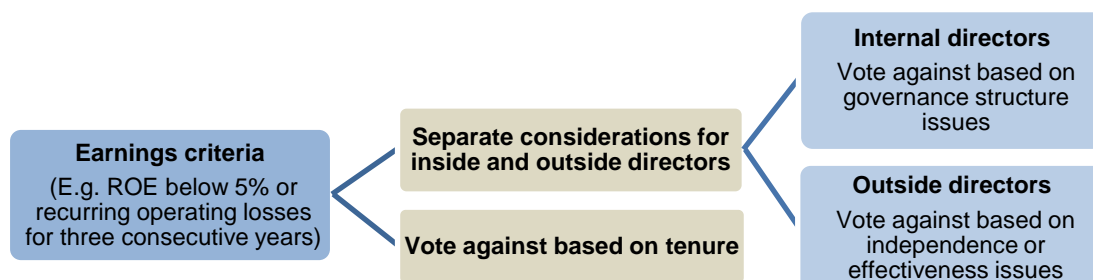 Earnings criteria
(E.g. ROE below 5% or
recurring operating losses
for three consecutive years)
Separate considerations for
inside and outside directors
Vote against based on tenure
Internal directors
Vote against based on
governance structure
issues
Outside directors
Vote against based on
independence or
effectiveness issues